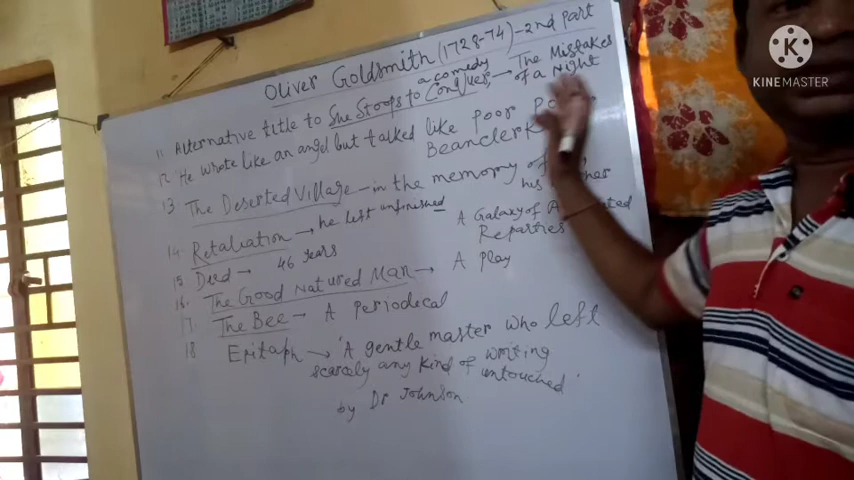 KINEMASTER
Oliver Goldsmith (1728-74) - 2nd Part
11 Alternative title to She Stoops to Conquer, a comedy → The Mistakes
of a Night
12 He wrote like an angel but talked like Poor
Beanclerk
13 The Deserted Village - in the memory of
his
14 Retaliation → he left unfinished A Galaxy of
Reparties
15 Died - 46 years
16. The Good Natured Man → A Play
17. The Bee → A Periodecal
18 Epitaph → 'A gentle master who left
scarcely any kind of writing
untouched'
by Dr Johnson